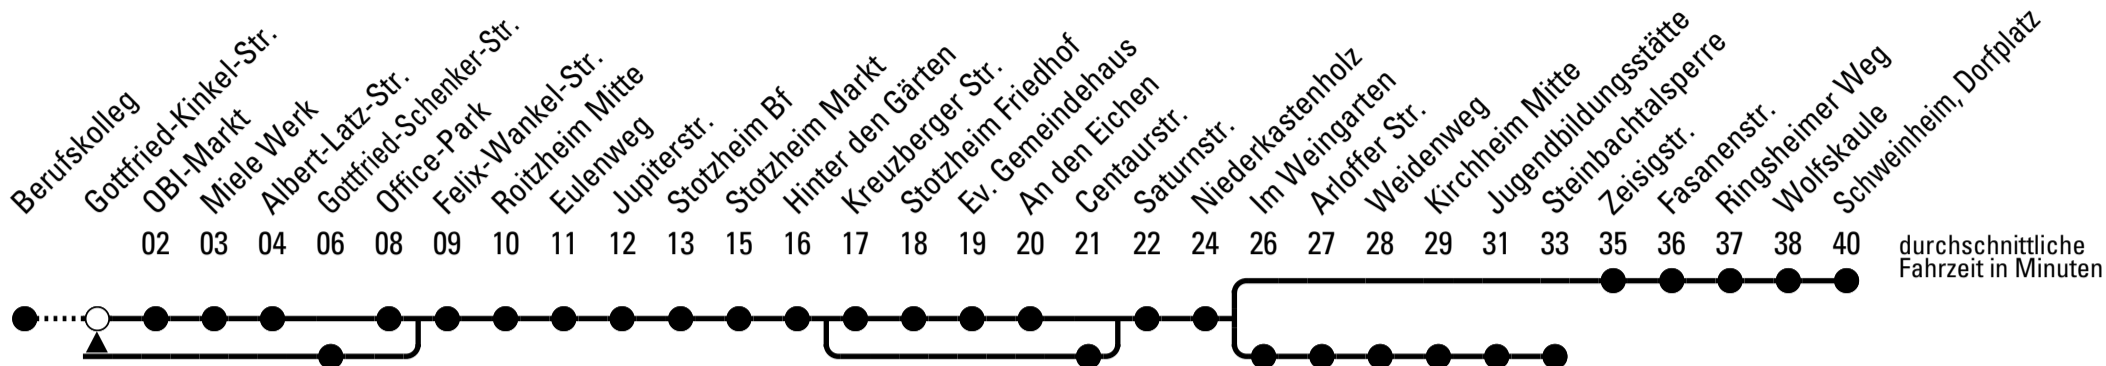 Berufskolleg
Gottfried-Kinkel-Str.
OBI-Markt
Miele Werk
Albert-Latz-Str.
Gottfried-Schenker-Str.
Office-Park
Felix-Wankel-Str.
Roitzheim Mitte
Eulenweg
Jupiterstr.
Stotzheim Bf
Stotzheim Markt
Hinter den Gärten
Kreuzberger Str.
Stotzheim Friedhof
Ev. Gemeindehaus
An den Eichen
Centaurstr.
Saturnstr.
Niederkastenholz
Im Weingarten
Arloffer Str.
Weidenweg
Kirchheim Mitte
Jugendbildungsstätte
Steinbachtalsperre
Zeisigstr.
Fasanenstr.
Ringsheimer Weg
Wolfskaule
Schweinheim, Dorfplatz
02 03 04 06 08 09 10 11 12 13 15 16 17 18 19 20 21 22 24 26 27 28 29 31 33 35 36 37 38 40
durchschnittliche
Fahrzeit in Minuten